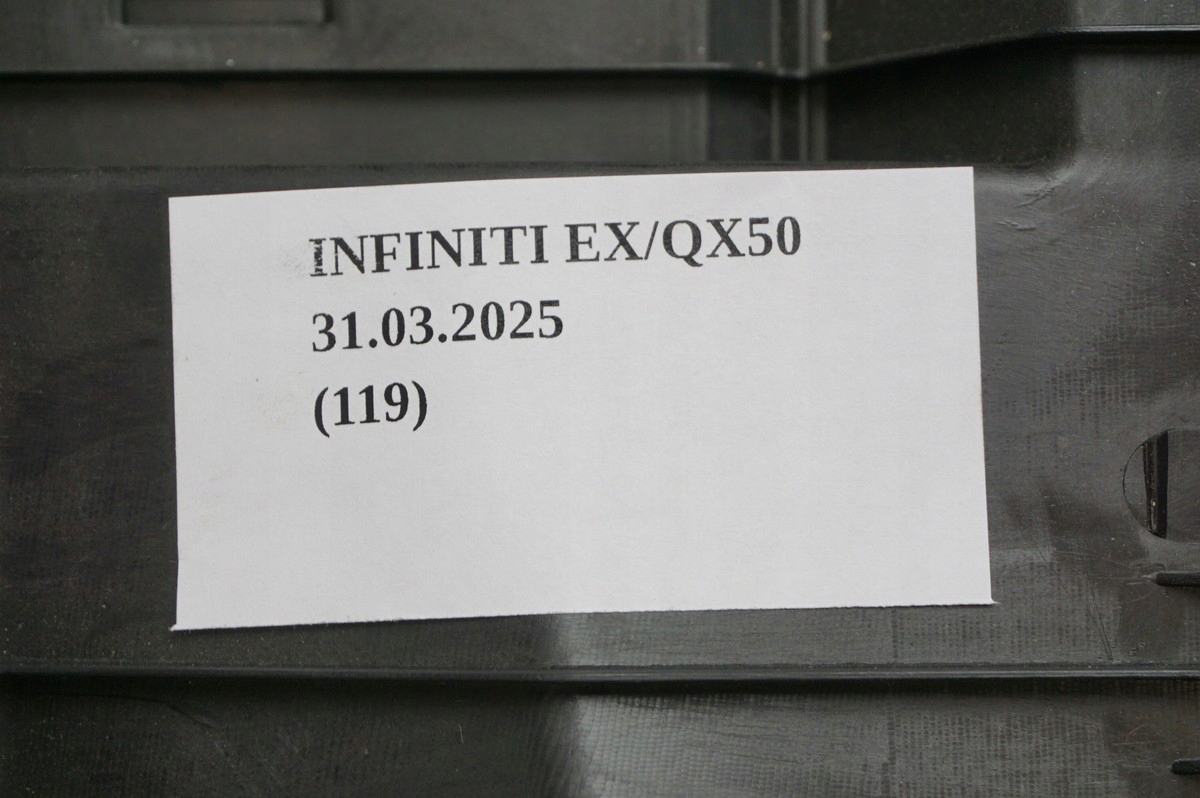 INFINITI EX/QX50
31.03.2025
(119)